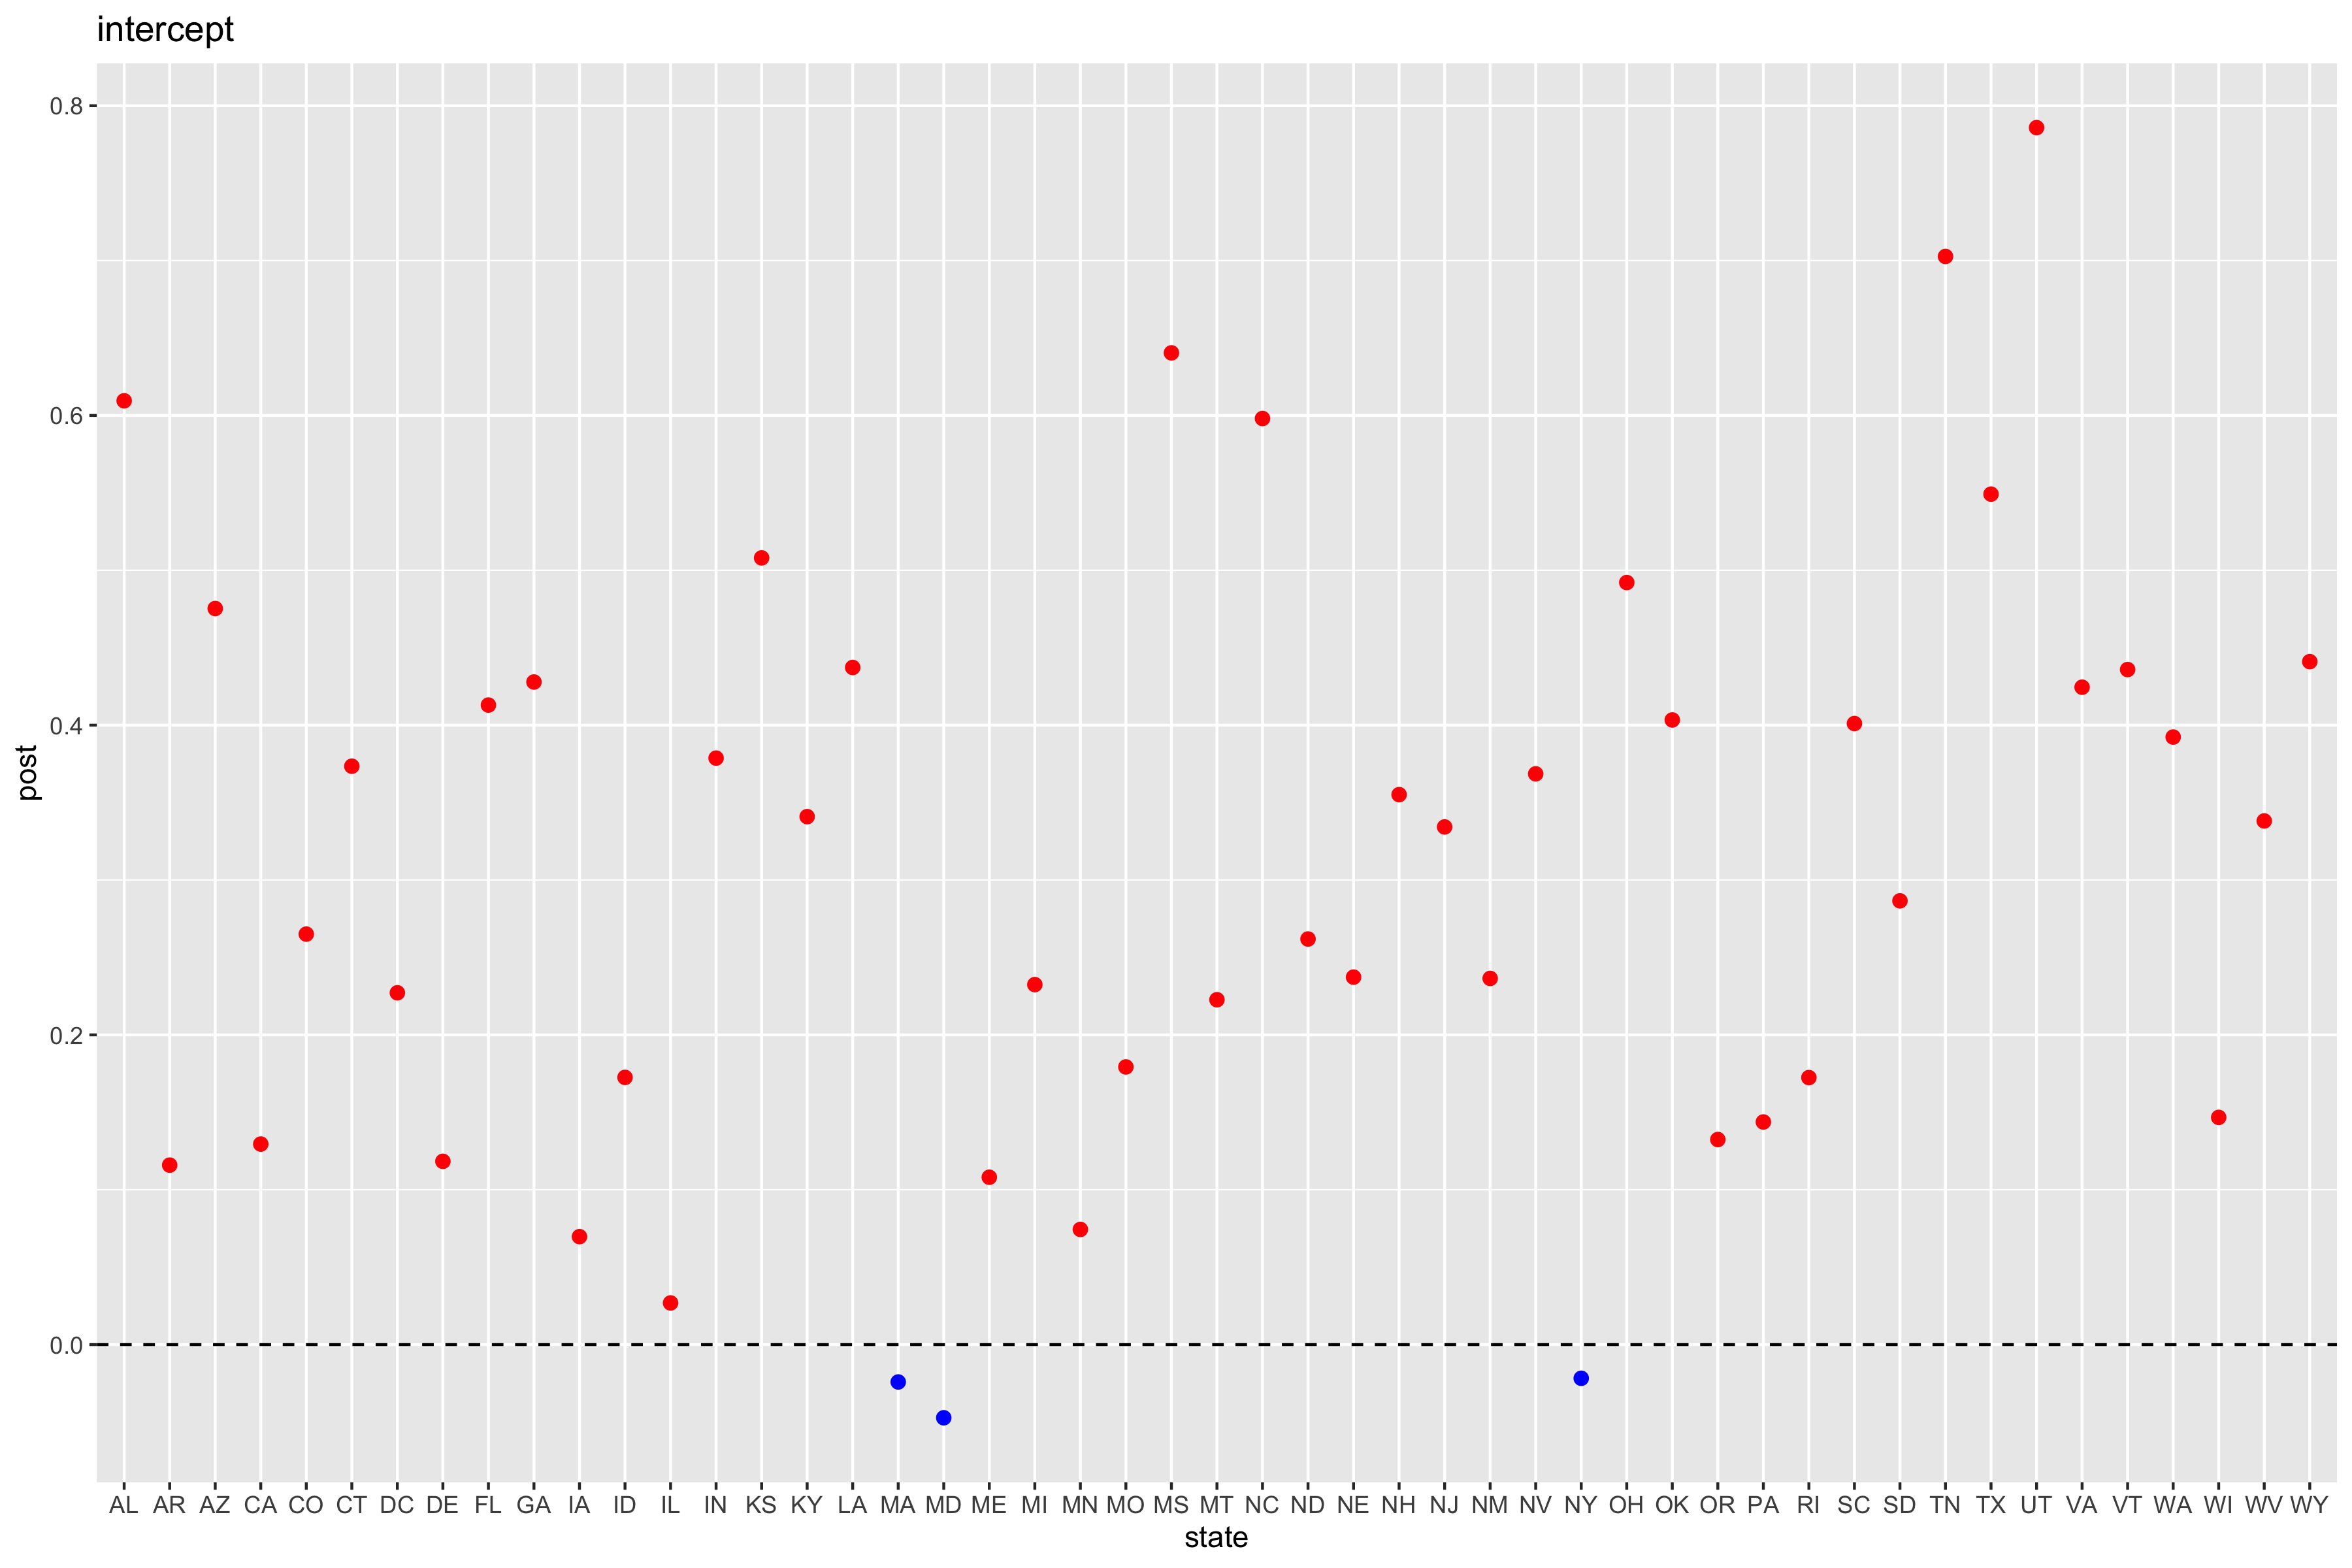 intercept
0.8
0.6
0.4
0.2
0.0
post
AL AR AZ CA CO CT DC DE FL GA IA ID IL IN KS KY LA MA MD ME MI MN MO MS MT NC ND NE NH NJ NM NV NY OH OK OR PA RI SC SD TN TX UT VA VT WA WI WV WY
state